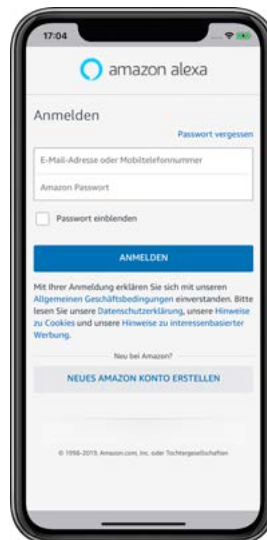 17:04
amazon alexa
Anmelden
Passwort vergessen
E-Mail-Adresse oder Mobiltelefonnummer
Amazon Passwort
Passwort einblenden
ANMELDEN
Mit Ihrer Anmeldung erklären Sie sich mit unseren
Allgemeinen Geschäftsbedingungen einverstanden. Bitte
lesen Sie unsere Datenschutzerklärung, unsere Hinweise
zu Cookies und unsere Hinweise zu interessenbasierter
Werbung.
Neu bei Amazon?
NEUES AMAZON KONTO ERSTELLEN
© 1998-2019, Amazon.com, Inc. oder Tochtergesellschaften